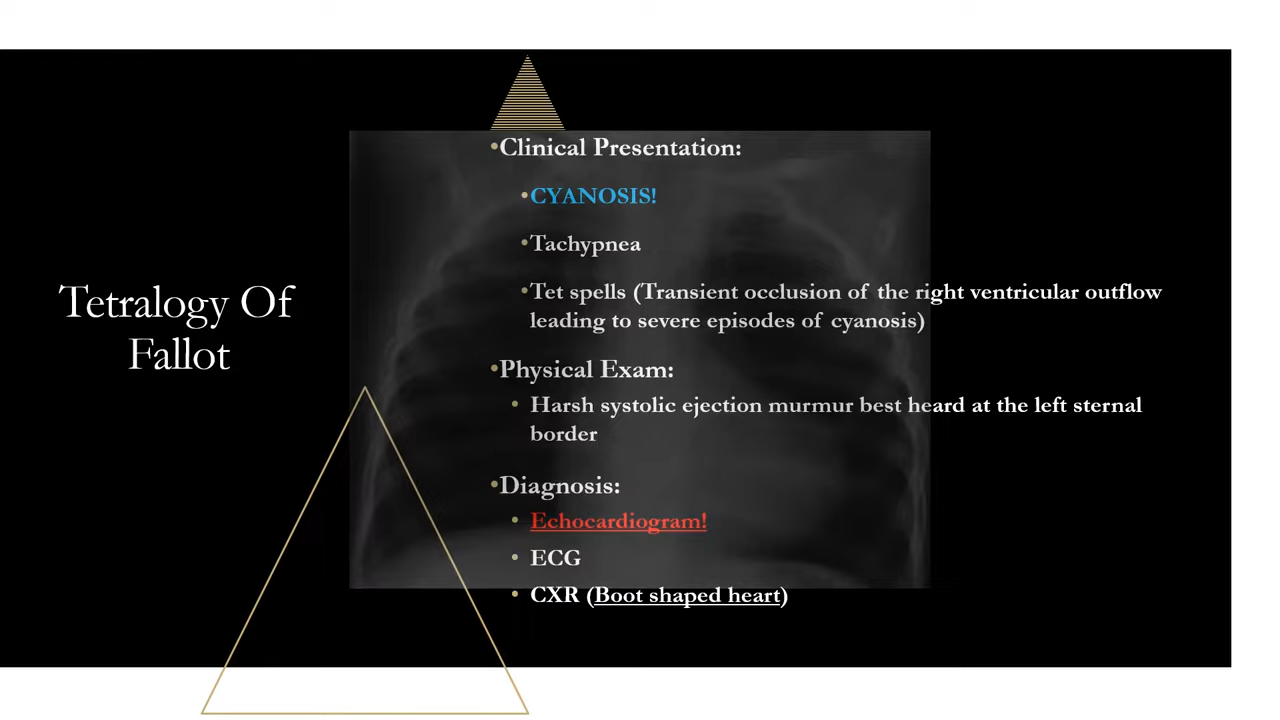 Tetralogy Of
Fallot
•Clinical Presentation:
•CYANOSIS!
•Tachypnea
•Tet spells (Transient occlusion of the right ventricular outflow
leading to severe episodes of cyanosis)
•Physical Exam:
• Harsh systolic ejection murmur best heard at the left sternal
border
•Diagnosis:
• Echocardiogram!
• ECG
• CXR (Boot shaped heart)